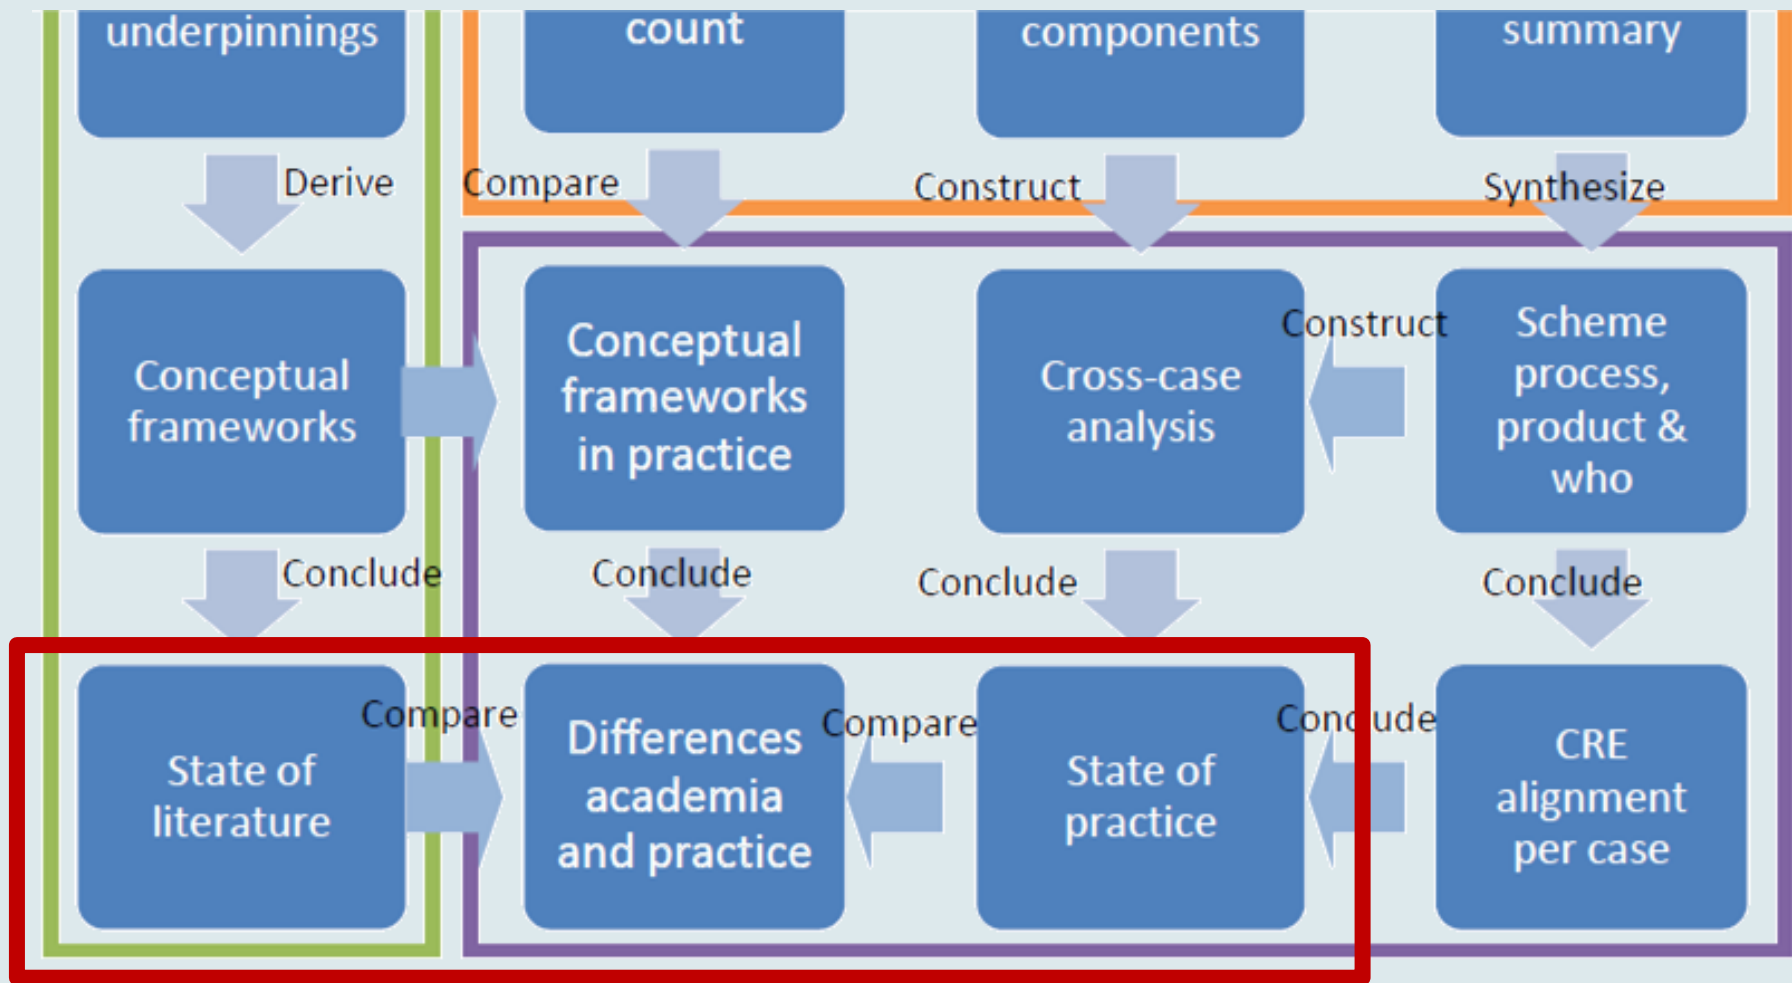 underpinnings
count
components
summary
Derive
Compare
Construct
Synthesize
Conceptual
frameworks
Conceptual
frameworks
in practice
Cross-case
analysis
Construct
Scheme
process,
product &
who
Conclude
Conclude
Conclude
Conclude
State of
literature
Compare
Differences
academia
and practice
Compare
State of
practice
Conclude
CRE
alignment
per case